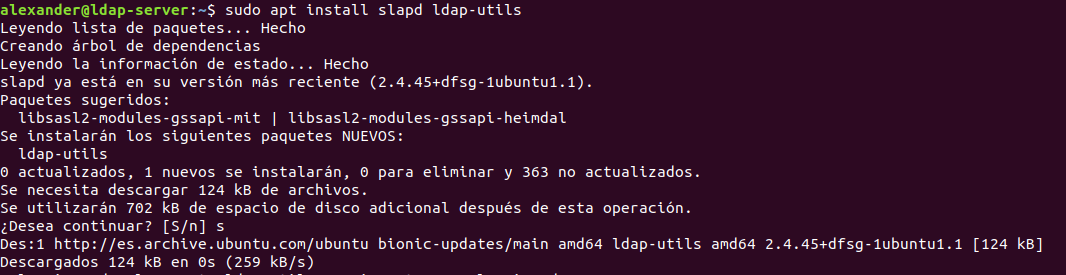 alexander@ldap-server:~$ sudo apt install slapd ldap-utils
Leyendo lista de paquetes... Hecho
Creando árbol de dependencias
Leyendo la información de estado... Hecho
slapd ya está en su versión más reciente (2.4.45+dfsg-1ubuntu1.1).
Paquetes sugeridos:
  libsasl2-modules-gssapi-mit | libsasl2-modules-gssapi-heimdal
Se instalarán los siguientes paquetes NUEVOS:
  ldap-utils
0 actualizados, 1 nuevos se instalarán, 0 para eliminar y 363 no actualizados.
Se necesita descargar 124 kB de archivos.
Se utilizarán 702 kB de espacio de disco adicional después de esta operación.
¿Desea continuar? [S/n] s
Des:1 http://es.archive.ubuntu.com/ubuntu bionic-updates/main amd64 ldap-utils amd64 2.4.45+dfsg-1ubuntu1.1 [124 kB]
Descargados 124 kB en 0s (259 kB/s)